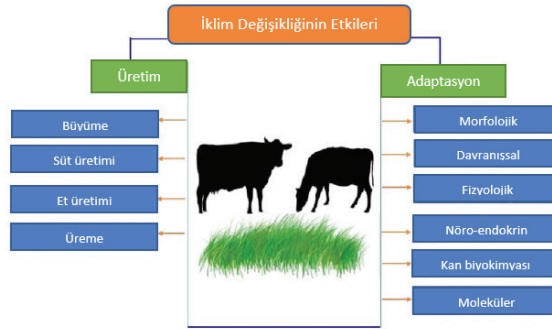 İklim Değişikliğinin Etkileri
Üretim
Adaptasyon
Büyüme
Süt üretimi
Et üretimi
Üreme
Morfolojik
Davranışsal
Fizyolojik
Nöro-endokrin
Kan biyokimyası
Moleküler